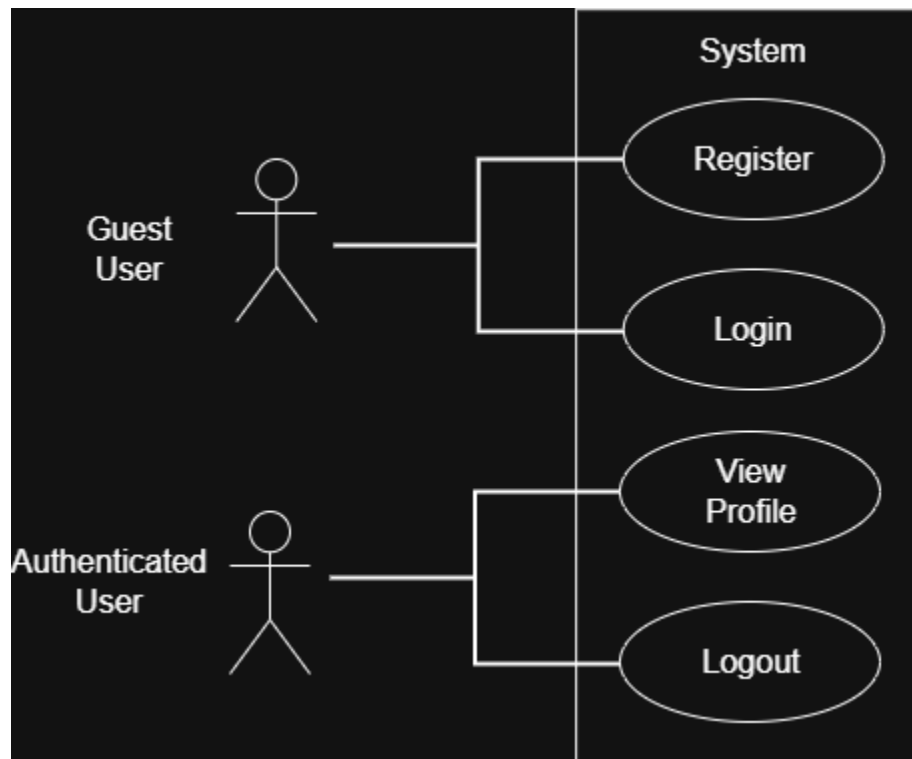 System
Register
Guest
User
Login
View
Profile
Authenticated
User
Logout